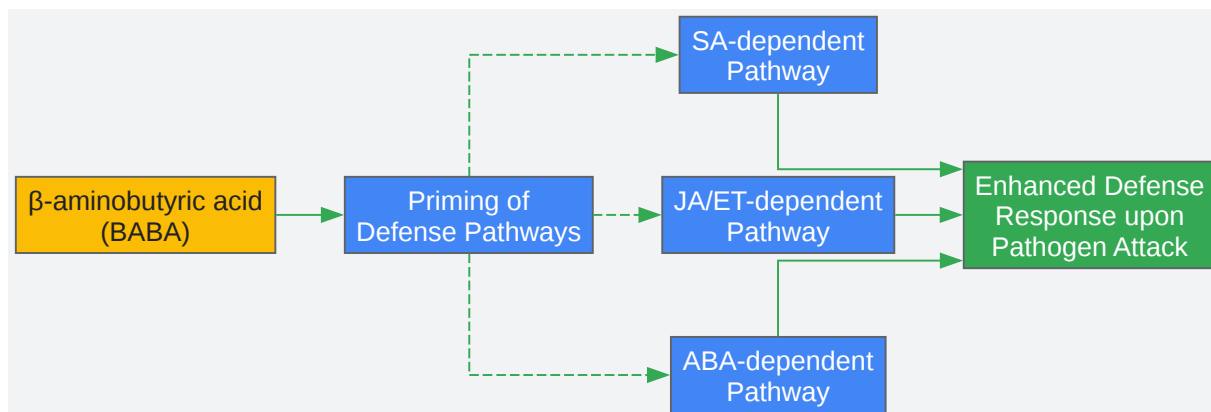 β-aminobutyric acid
(BABA)
Priming of
Defense Pathways
SA-dependent
Pathway
JA/ET-dependent
Pathway
ABA-dependent
Pathway
Enhanced Defense
Response upon
Pathogen Attack